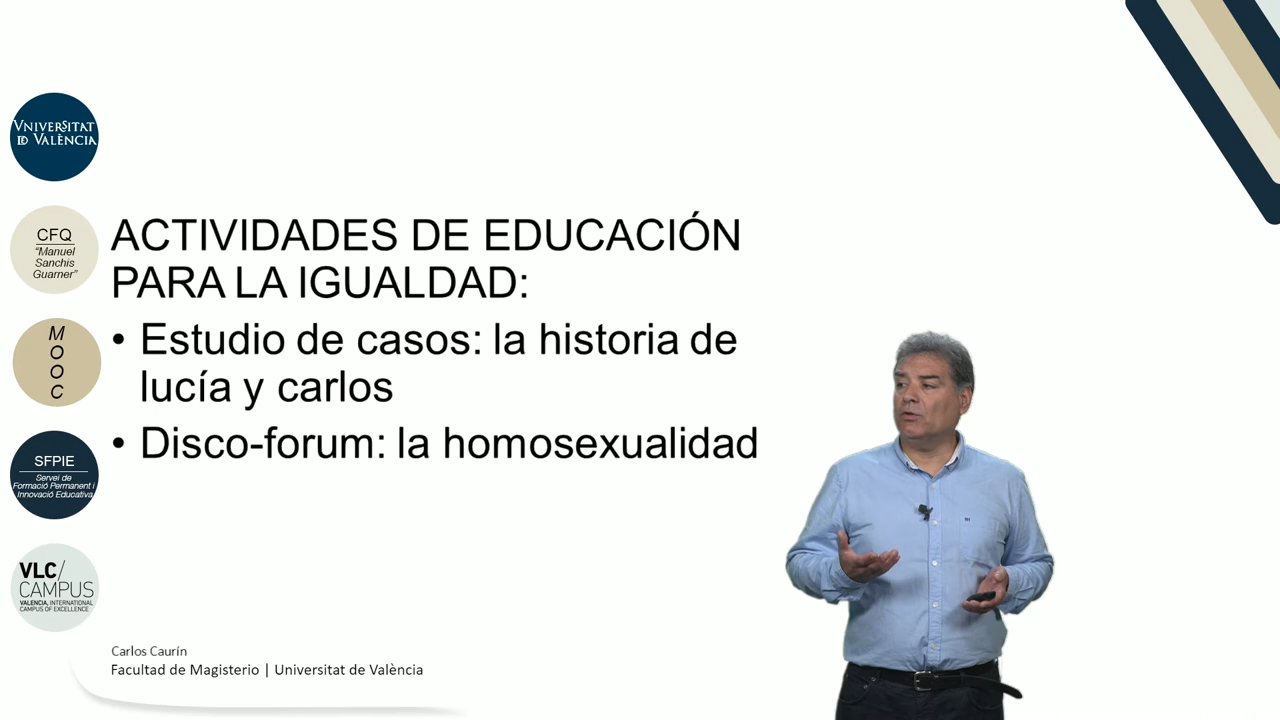 VNIVERSITAT
ID VALÈNCIA
CFQ
"Manuel
Sanchis
Guarner"
M
O
O
C
SFPIE
Servei de
Formació Permanent i
Innovació Educativa
VLC/
CAMPUS
VALENCIA, INTERNATIONAL
CAMPUS OF EXCELLENCE
ACTIVIDADES DE EDUCACIÓN
PARA LA IGUALDAD:
• Estudio de casos: la historia de
lucía y carlos
• Disco-forum: la homosexualidad
Carlos Caurín
Facultad de Magisterio | Universitat de València